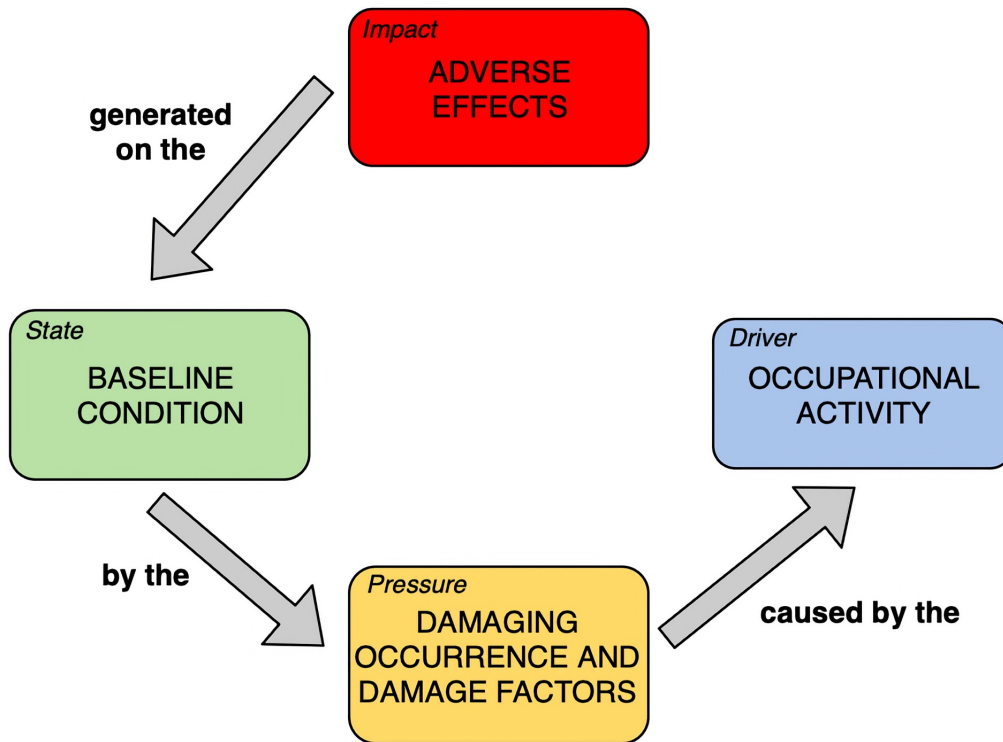 Impact
ADVERSE
EFFECTS
generated
on the
State
BASELINE
CONDITION
by the
Pressure
DAMAGING
OCCURRENCE AND
DAMAGE FACTORS
caused by the
Driver
OCCUPATIONAL
ACTIVITY